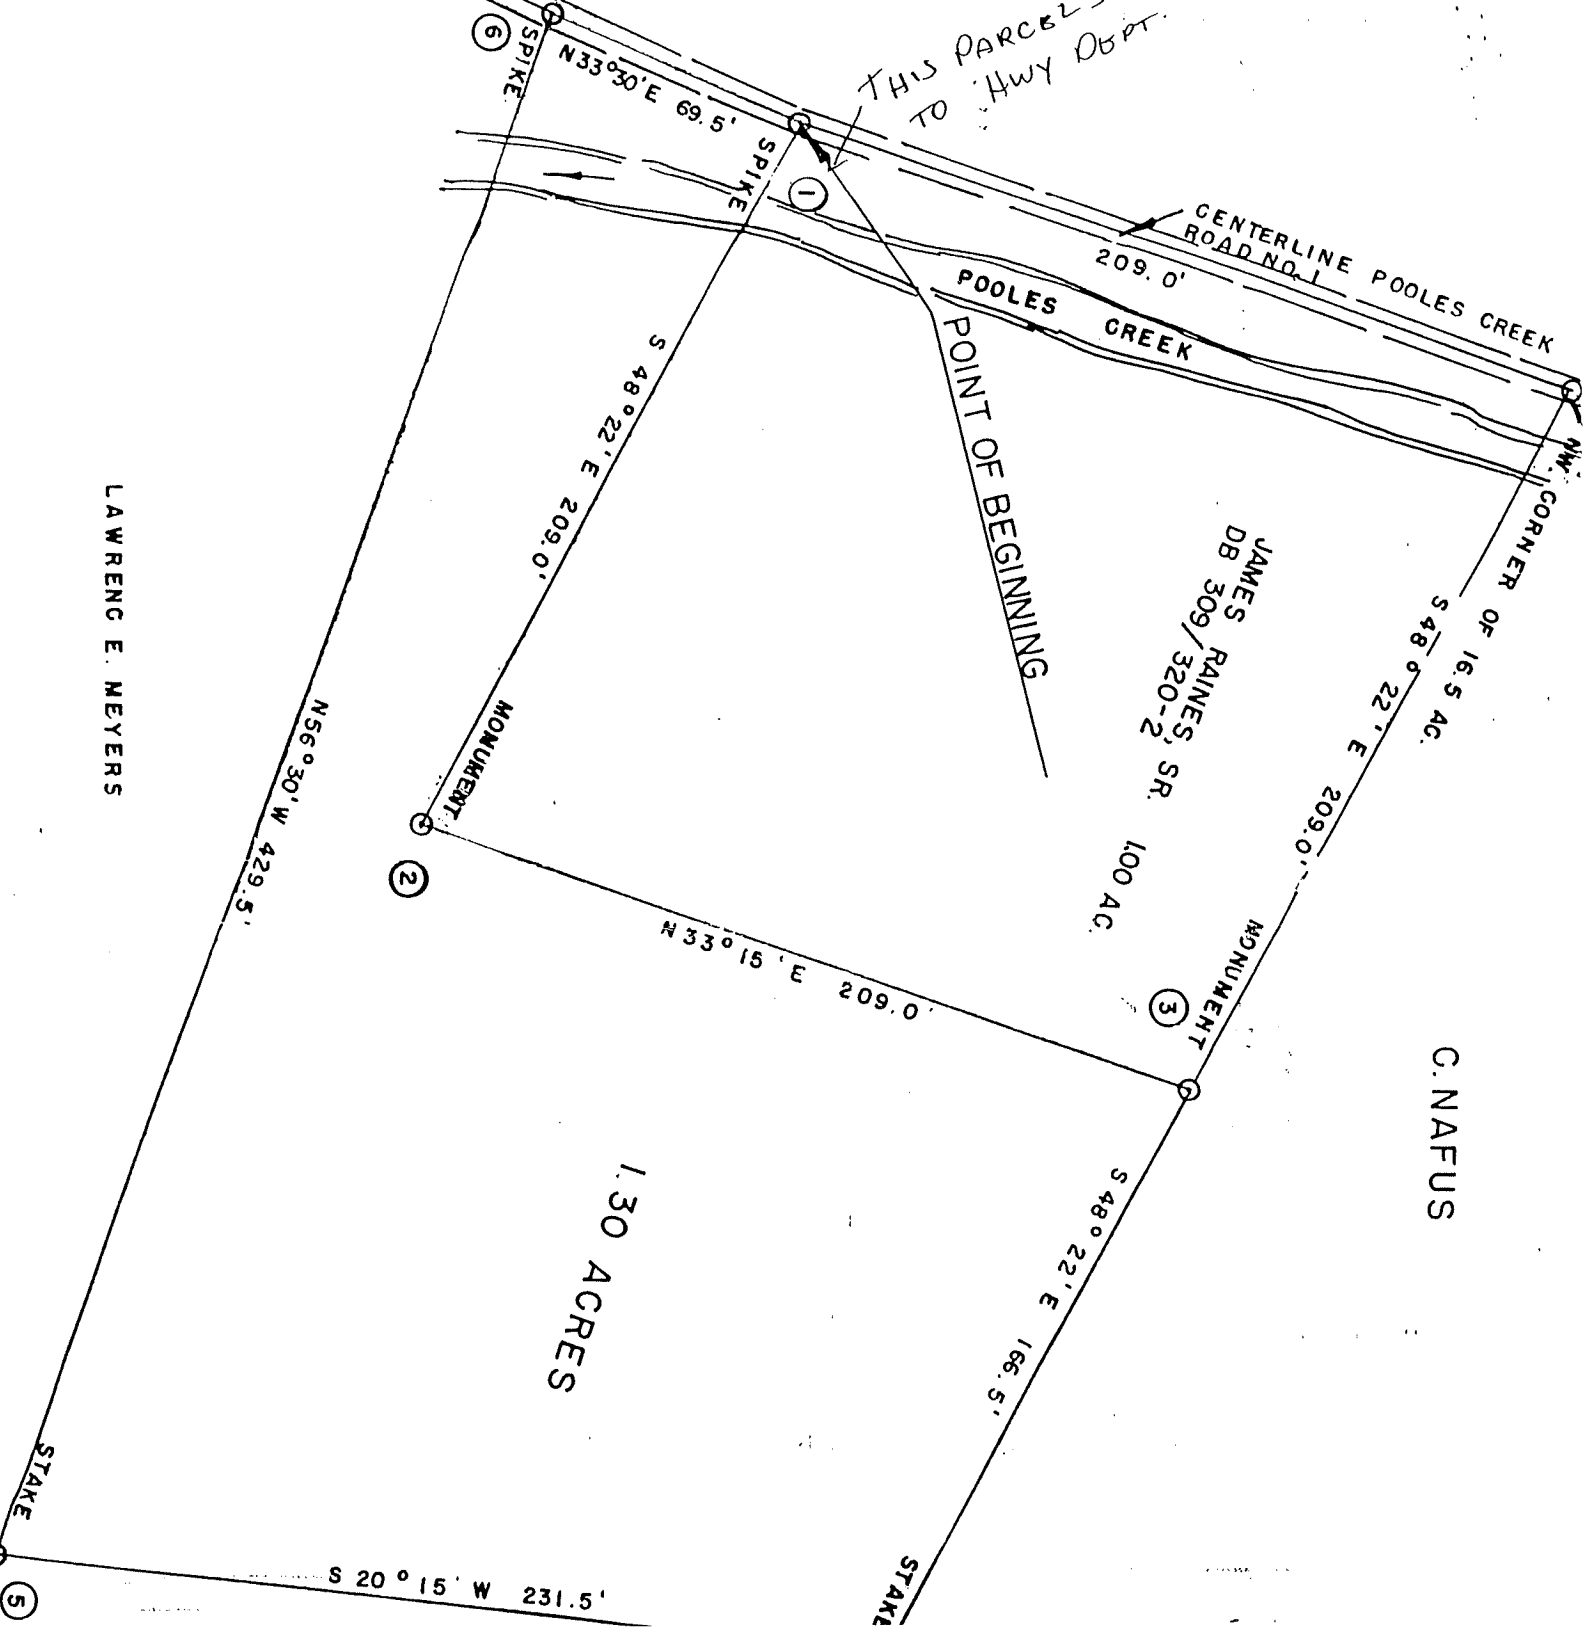 THIS PARCEL
TO HWY DEPT.
6
SPIKE
N33°30'E 69.5'
SPIKE
1
CENTERLINE POOLES CREEK
ROAD NO. 1
209.0'
POOLES CREEK
NW. CORNER OF 16.5 AC.
POINT OF BEGINNING
S 48°22'E 209.0'
JAMES RAINES, SR. 1.00 AC.
DB 309/320-2
S 48° 22' E 209.0'
LAWRENC E. MEYERS
N56°30'W 429.5'
MONUMENT
2
N 33° 15' E 209.0'
3
MONUMENT
C. NAFUS
S 48° 22' E 166.5'
1.30 ACRES
STAKE
5
S 20° 15' W 231.5'
STAKE